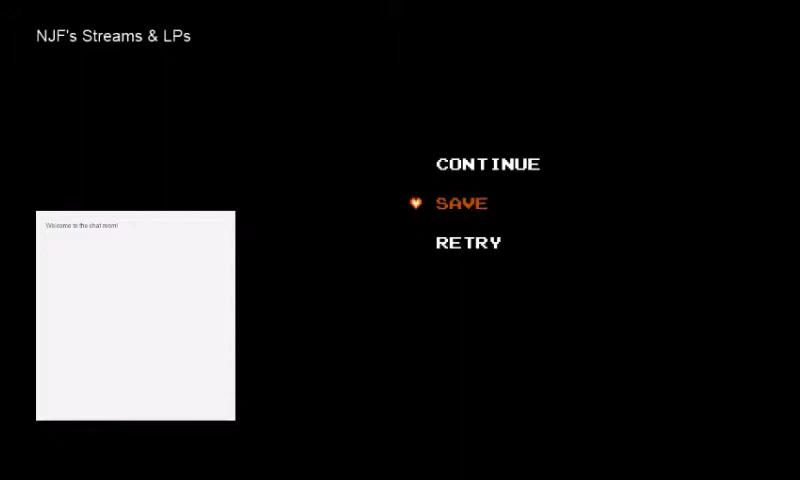 NJF's Streams & LPs
CONTINUE
SAVE
RETRY
Welcome to the chat room!